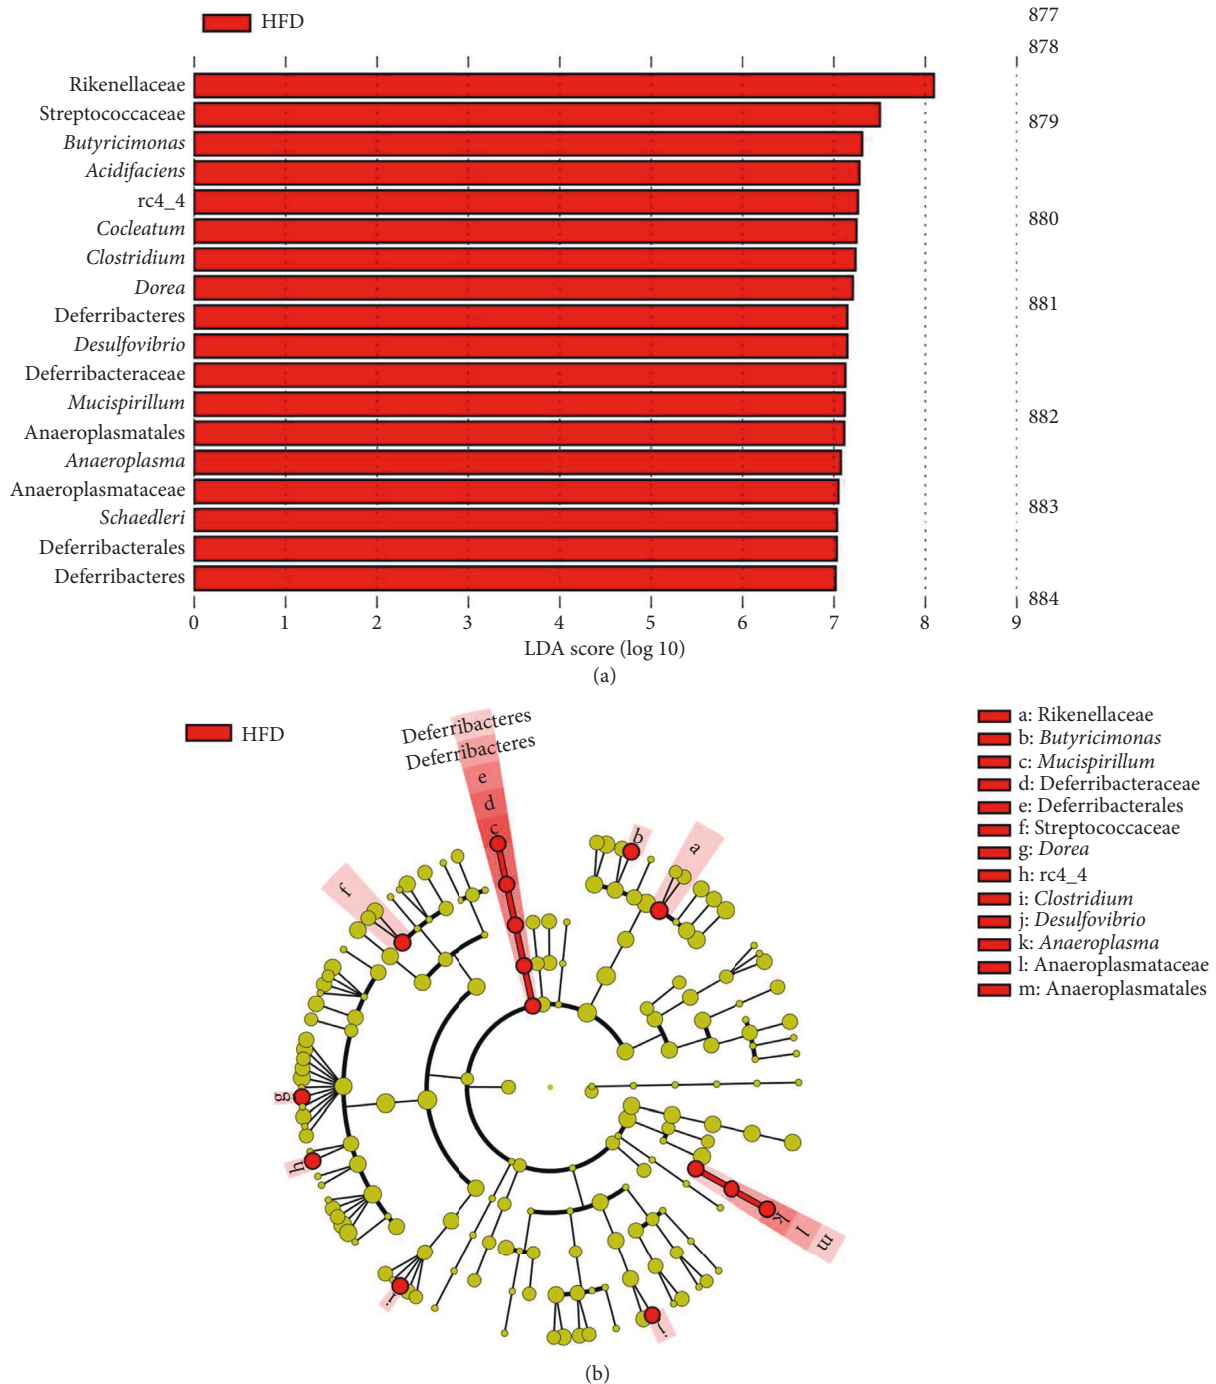 HFD
877
878
879
880
881
882
883
884
Rikenellaceae
Streptococcaceae
Butyricimonas
Acidifaciens
rc4_4
Cocleatum
Clostridium
Dorea
Deferribacteres
Desulfovibrio
Deferribacteraceae
Mucispirillum
Anaeroplasmatales
Anaeroplasma
Anaeroplasmataceae
Schaedleri
Deferribacterales
Deferribacteres
0 1 2 3 4 5 6 7 8 9
LDA score (log 10)
(a)
HFD
Deferribacteres
Deferribacteres
e
d
c
b
a
f
g
h
i
j
k
l
m
a: Rikenellaceae
b: Butyricimonas
c: Mucispirillum
d: Deferribacteraceae
e: Deferribacterales
f: Streptococcaceae
g: Dorea
h: rc4_4
i: Clostridium
j: Desulfovibrio
k: Anaeroplasma
l: Anaeroplasmataceae
m: Anaeroplasmatales
(b)